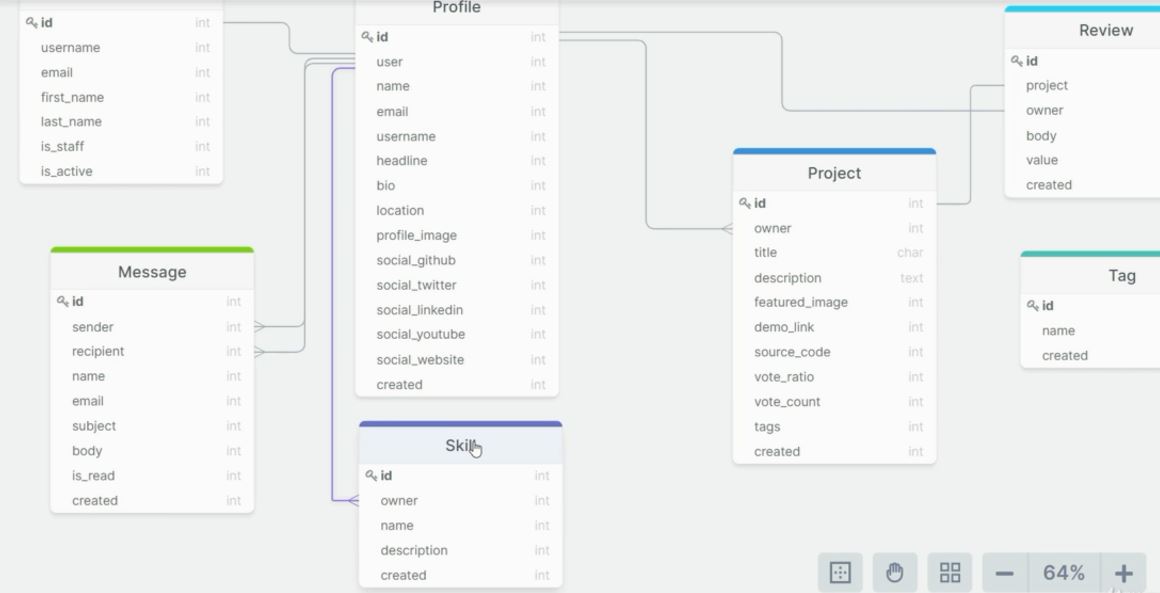 id int
username int
email int
first_name int
last_name int
is_staff int
is_active int
Message
id int
sender int
recipient int
name int
email int
subject int
body int
is_read int
created int
Profile
id int
user int
name int
email int
username int
headline int
bio int
location int
profile_image int
social_github int
social_twitter int
social_linkedin int
social_youtube int
social_website int
created int
Skill
id int
owner int
name int
description int
created int
Project
id int
owner int
title char
description text
featured_image int
demo_link int
source_code int
vote_ratio int
vote_count int
tags int
created int
Review
id
project
owner
body
value
created
Tag
id
name
created
64%